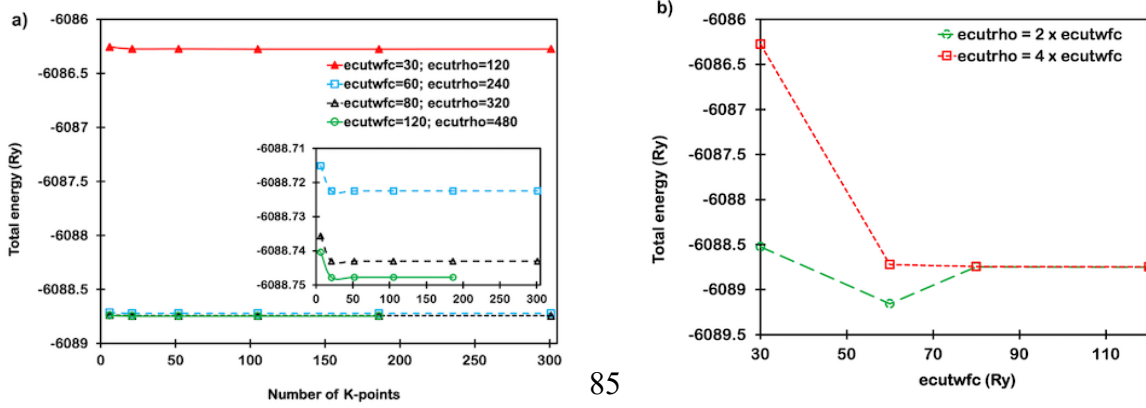 a)
-6086
-6086.5
-6087
-6087.5
-6088
-6088.5
-6089
Total energy (Ry)
0 50 100 150 200 250 300
Number of K-points
ecutwfc=30; ecutrho=120
ecutwfc=60; ecutrho=240
ecutwfc=80; ecutrho=320
ecutwfc=120; ecutrho=480
-6088.71
-6088.72
-6088.73
-6088.74
-6088.75
0 50 100 150 200 250 300
85
b)
-6086
-6086.5
-6087
-6087.5
-6088
-6088.5
-6089
-6089.5
Total energy (Ry)
30 50 70 90 110
ecutwfc (Ry)
ecutrho = 2 x ecutwfc
ecutrho = 4 x ecutwfc